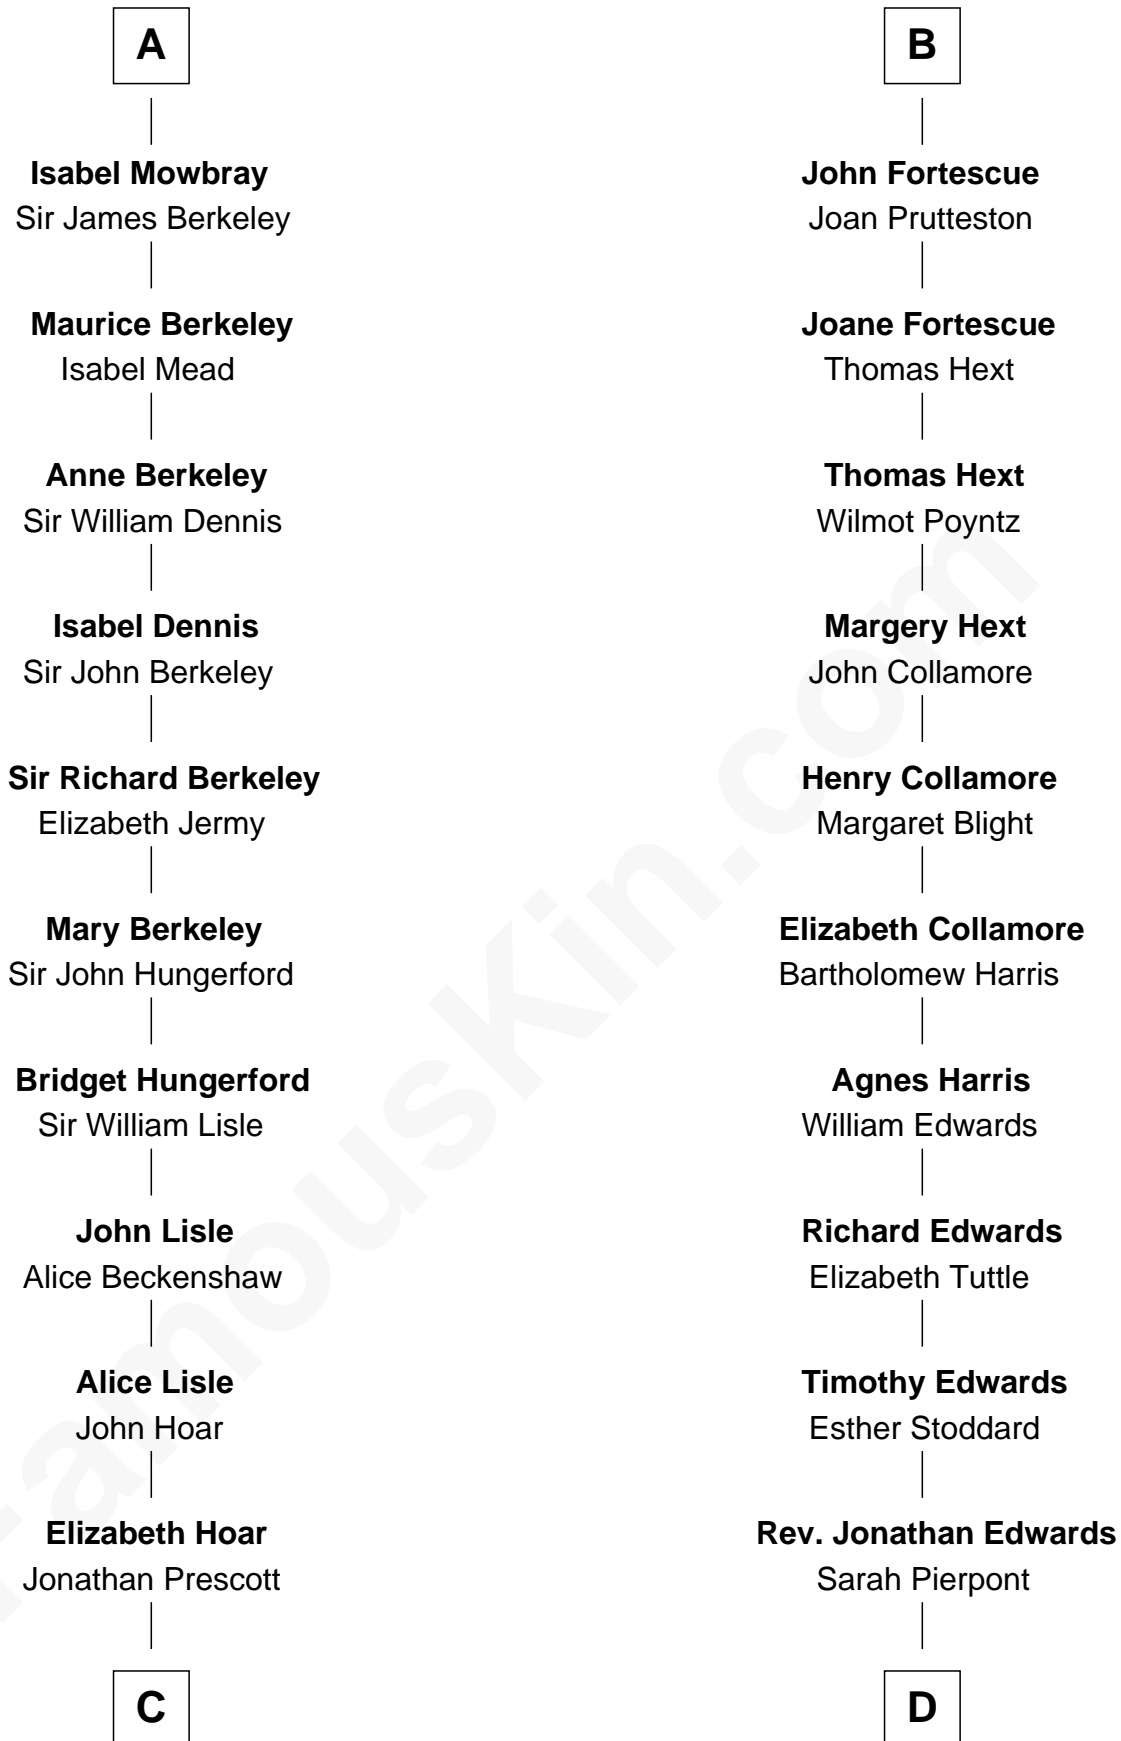 A
Isabel Mowbray
Sir James Berkeley
Maurice Berkeley
Isabel Mead
Anne Berkeley
Sir William Dennis
Isabel Dennis
Sir John Berkeley
Sir Richard Berkeley
Elizabeth Jermy
Mary Berkeley
Sir John Hungerford
Bridget Hungerford
Sir William Lisle
John Lisle
Alice Beckenshaw
Alice Lisle
John Hoar
Elizabeth Hoar
Jonathan Prescott
C
B
John Fortescue
Joan Prutteston
Joane Fortescue
Thomas Hext
Thomas Hext
Wilmot Poyntz
Margery Hext
John Collamore
Henry Collamore
Margaret Blight
Elizabeth Collamore
Bartholomew Harris
Agnes Harris
William Edwards
Richard Edwards
Elizabeth Tuttle
Timothy Edwards
Esther Stoddard
Rev. Jonathan Edwards
Sarah Pierpont
D
FamousKin.com